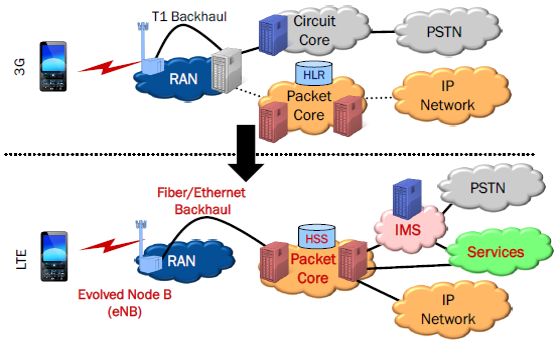 3G
T1 Backhaul
RAN
Circuit
Core
PSTN
HLR
Packet
Core
IP
Network
LTE
Fiber/Ethernet
Backhaul
RAN
Evolved Node B
(eNB)
HSS
Packet
Core
IMS
PSTN
Services
IP
Network